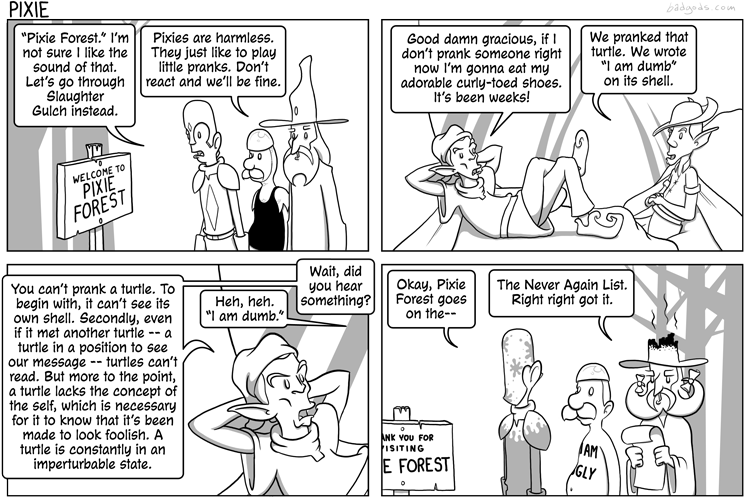 PIXIE
badgods.com
"Pixie Forest." I'm
not sure I like the
sound of that.
Let's go through
Slaughter
Gulch instead.
Pixies are harmless.
They just like to play
little pranks. Don't
react and we'll be fine.
WELCOME TO
PIXIE
FOREST
Good damn gracious, if I
don't prank someone right
now I'm gonna eat my
adorable curly-toed shoes.
It's been weeks!
We pranked that
turtle. We wrote
"I am dumb"
on its shell.
You can't prank a turtle. To
begin with, it can't see its
own shell. Secondly, even
if it met another turtle -- a
turtle in a position to see
our message -- turtles can't
read. But more to the point,
a turtle lacks the concept of
the self, which is necessary
for it to know that it's been
made to look foolish. A
turtle is constantly in an
imperturbable state.
Heh, heh.
"I am dumb."
Wait, did
you hear
something?
Okay, Pixie
Forest goes
on the--
The Never Again List.
Right right got it.
ANK YOU FOR
ISITING
E FOREST
I AM
GLY